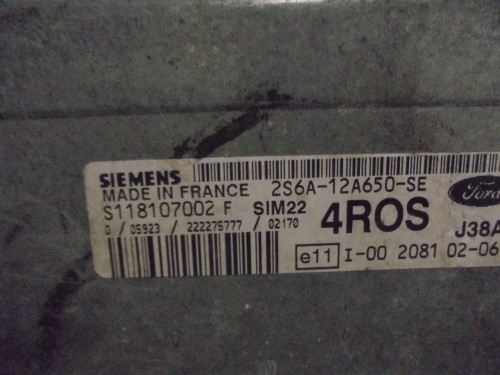 SIEMENS
MADE IN FRANCE 2S6A-12A650-SE
S118107002 F SIM22 4ROS Ford
0 / 05923 / 222275777 / 02170 J38A
e11 I-00 2081 02-06